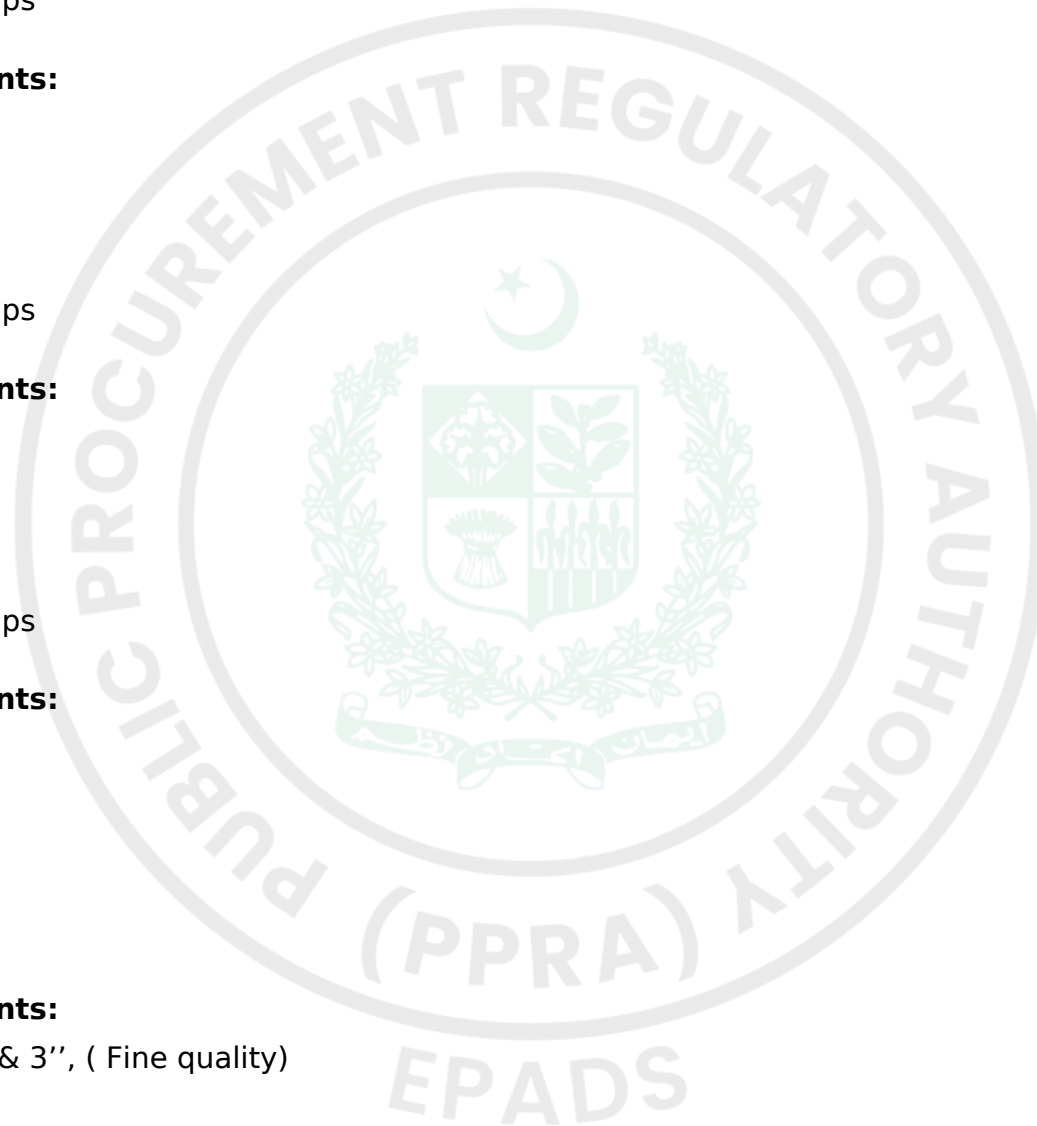 ps
nts:
ps
nts:
ps
nts:
nts:
& 3’’, ( Fine quality)
PUBLIC PROCUREMENT REGULATORY AUTHORITY
(PPRA)
EPADS